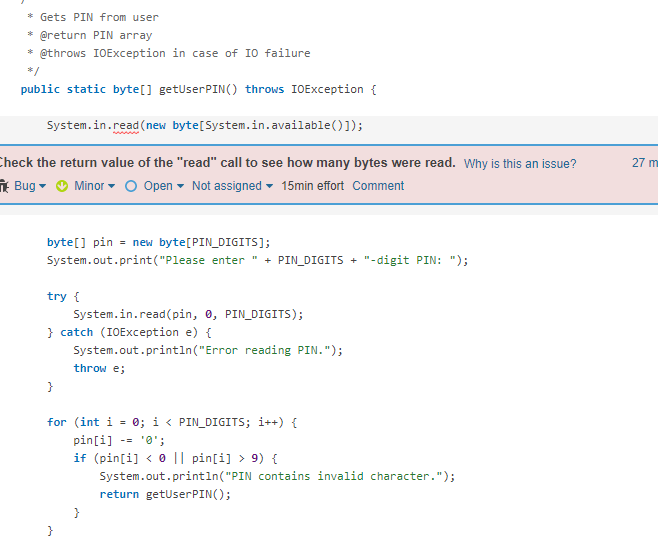 * Gets PIN from user
* @return PIN array
* @throws IOException in case of IO failure
*/
public static byte[] getUserPIN() throws IOException {
System.in.read(new byte[System.in.available()]);
Check the return value of the "read" call to see how many bytes were read. Why is this an issue? 27 m
Bug Minor Open Not assigned 15min effort Comment
byte[] pin = new byte[PIN_DIGITS];
System.out.print("Please enter " + PIN_DIGITS + "-digit PIN: ");
try {
System.in.read(pin, 0, PIN_DIGITS);
} catch (IOException e) {
System.out.println("Error reading PIN.");
throw e;
}
for (int i = 0; i < PIN_DIGITS; i++) {
pin[i] -= '0';
if (pin[i] < 0 || pin[i] > 9) {
System.out.println("PIN contains invalid character.");
return getUserPIN();
}
}